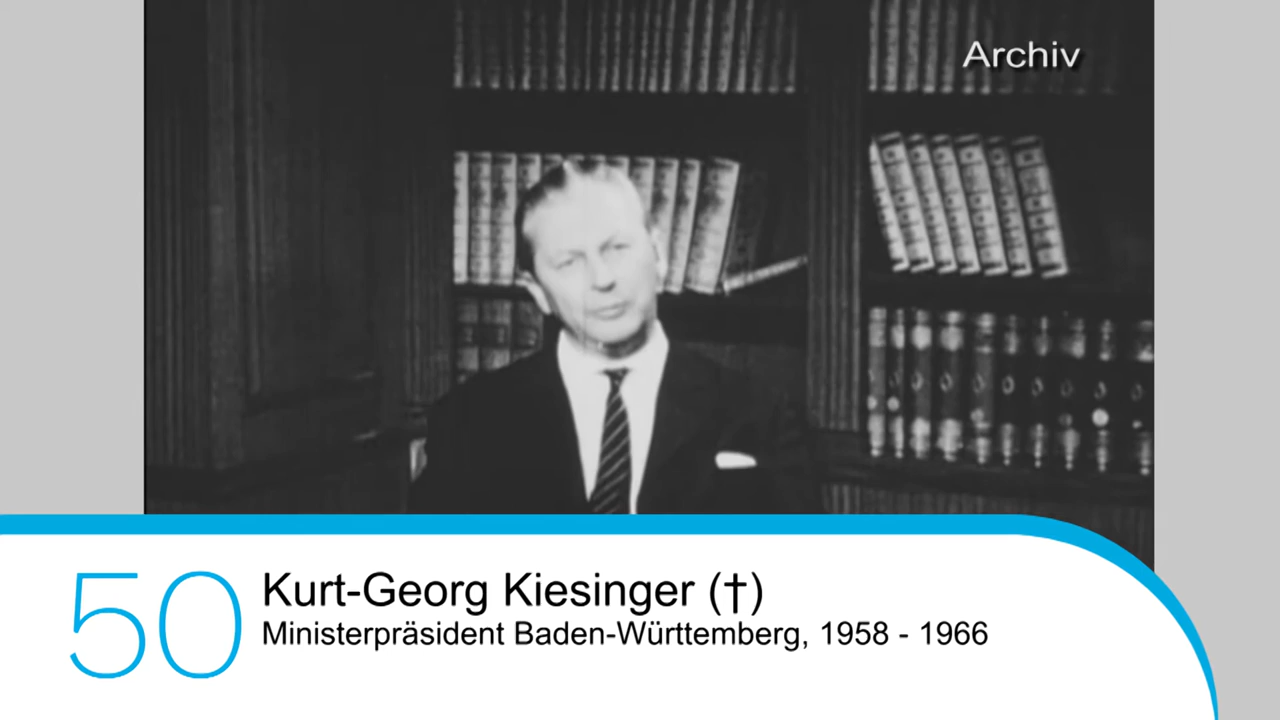 Archiv
50
Kurt-Georg Kiesinger (†)
Ministerpräsident Baden-Württemberg, 1958 - 1966